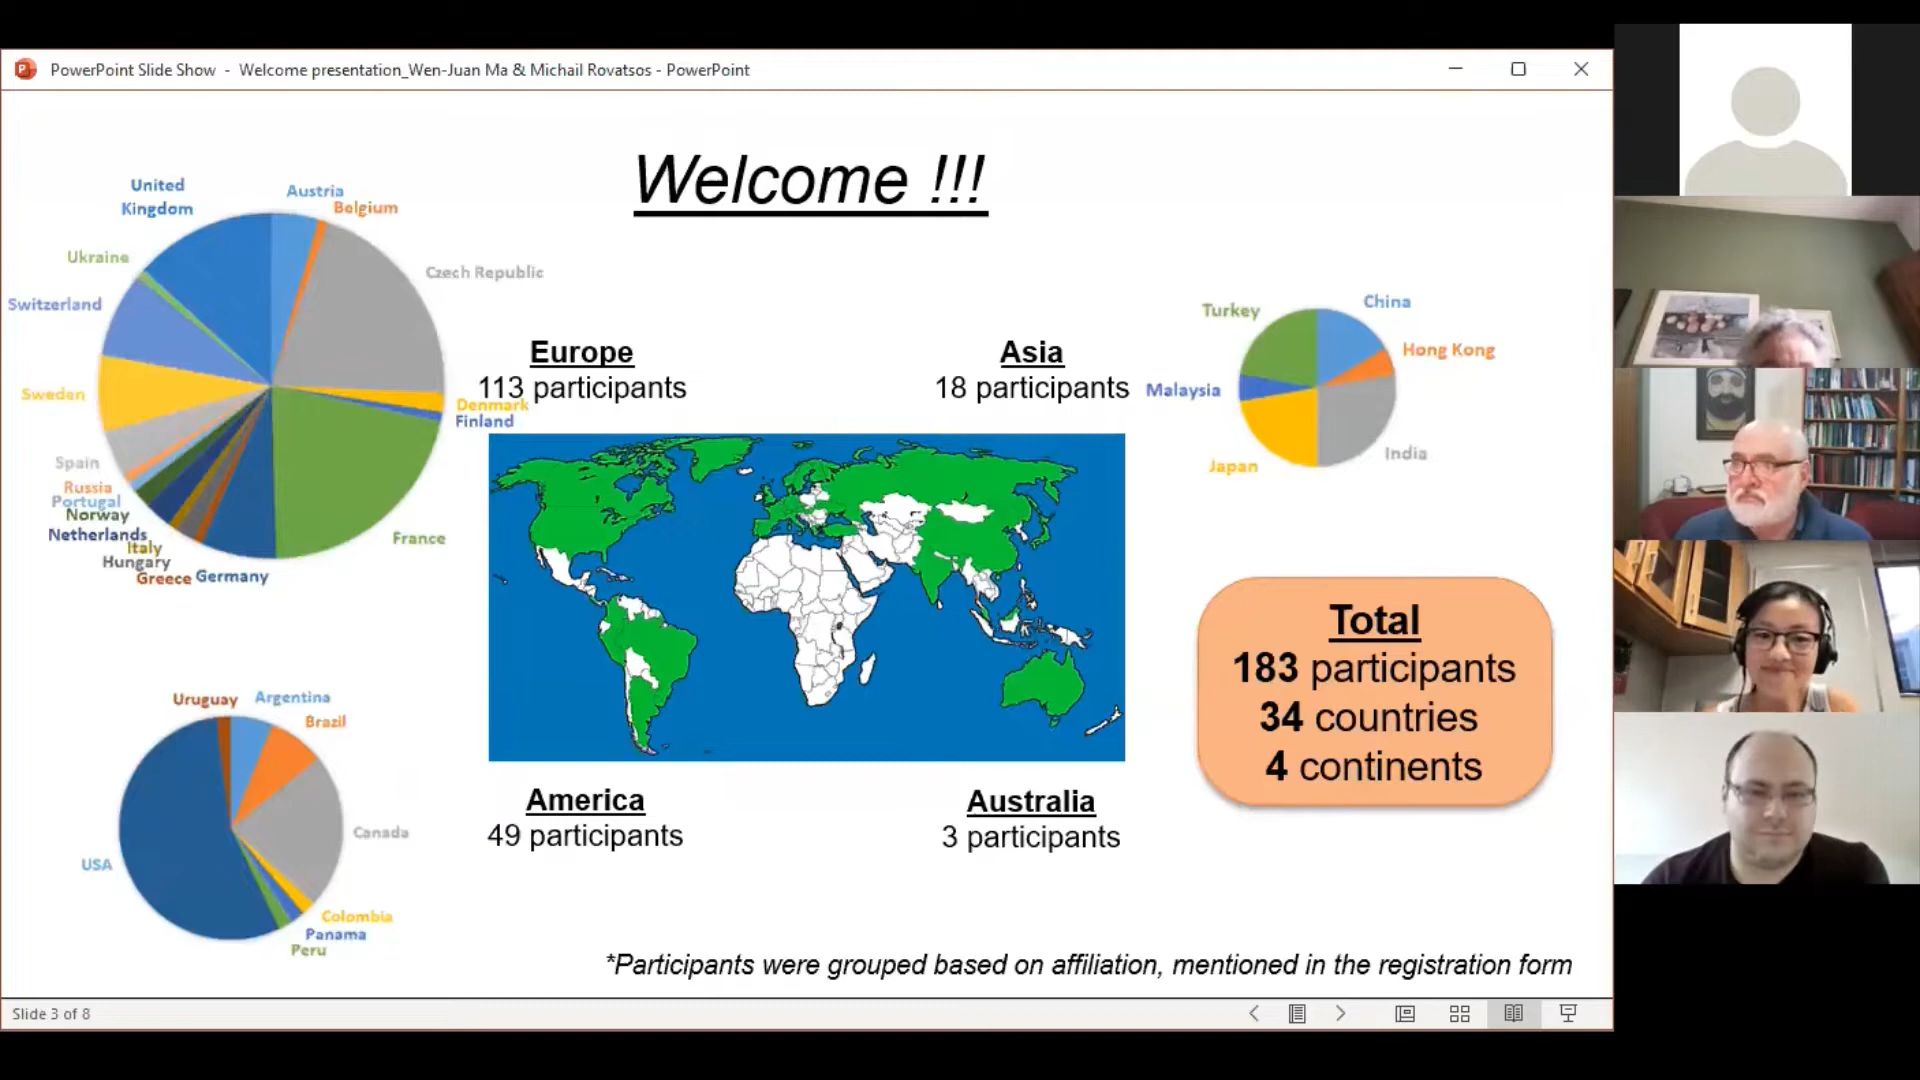 PowerPoint Slide Show - Welcome presentation_Wen-Juan Ma & Michail Rovatsos - PowerPoint
Welcome !!!
United
Kingdom
Austria
Belgium
Ukraine
Czech Republic
Switzerland
Sweden
Denmark
Finland
Spain
Russia
Portugal
Norway
Netherlands
Italy
Hungary
Greece
Germany
France
Europe
113 participants
Asia
18 participants
Turkey
China
Hong Kong
Malaysia
Japan
India
Uruguay
Argentina
Brazil
Canada
USA
Colombia
Panama
Peru
America
49 participants
Australia
3 participants
Total
183 participants
34 countries
4 continents
*Participants were grouped based on affiliation, mentioned in the registration form
Slide 3 of 8